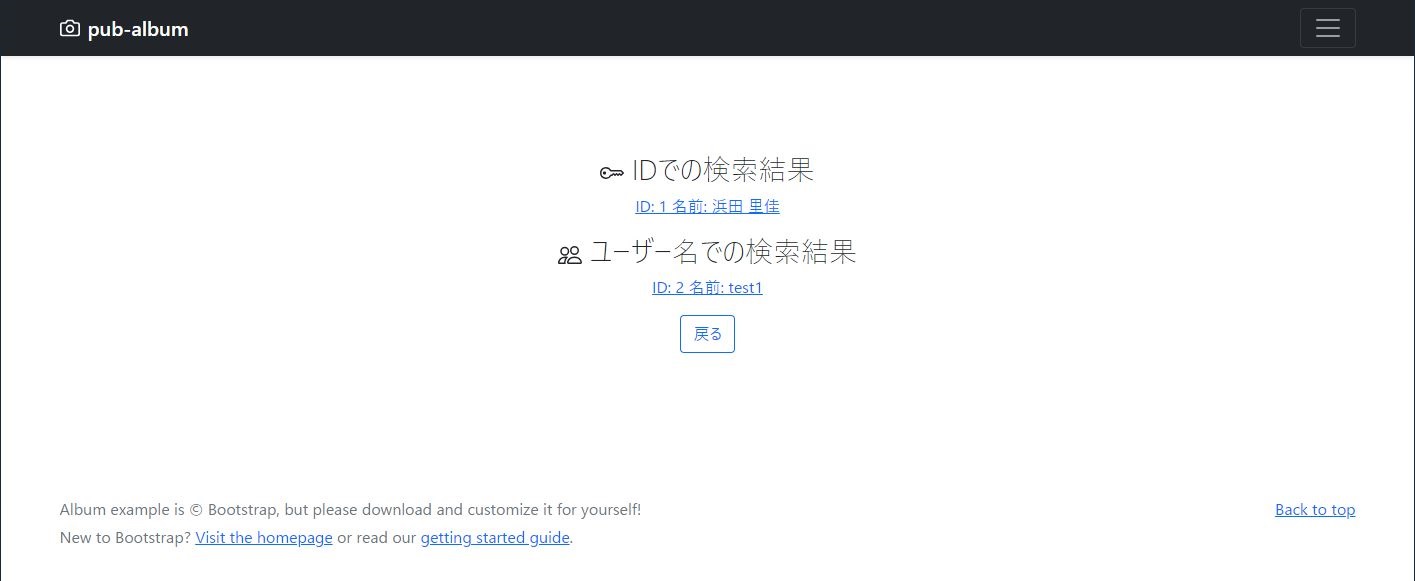 pub-album
IDでの検索結果
ID: 1 名前: 浜田 里佳
ユーザー名での検索結果
ID: 2 名前: test1
戻る
Album example is © Bootstrap, but please download and customize it for yourself!
Back to top
New to Bootstrap? Visit the homepage or read our getting started guide.